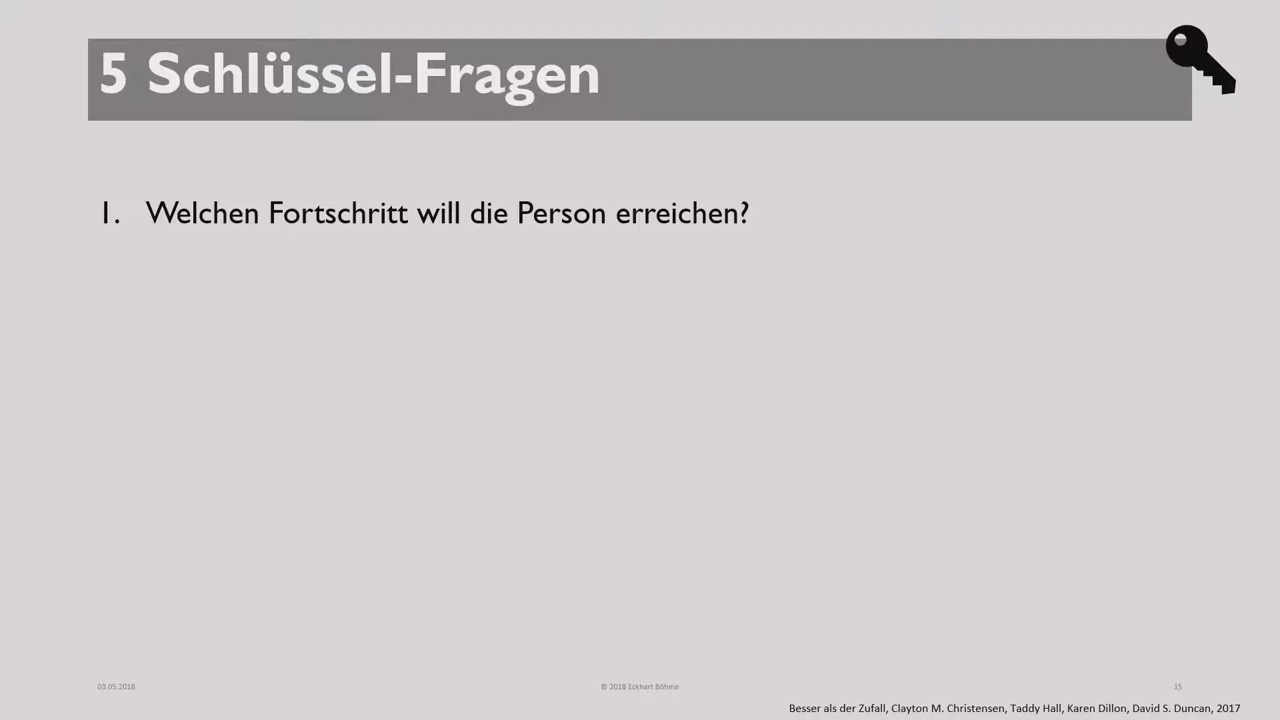 5 Schlüssel-Fragen
1. Welchen Fortschritt will die Person erreichen?
03.05.2018 © 2018 Eckhart Böhme 15
Besser als der Zufall, Clayton M. Christensen, Taddy Hall, Karen Dillon, David S. Duncan, 2017